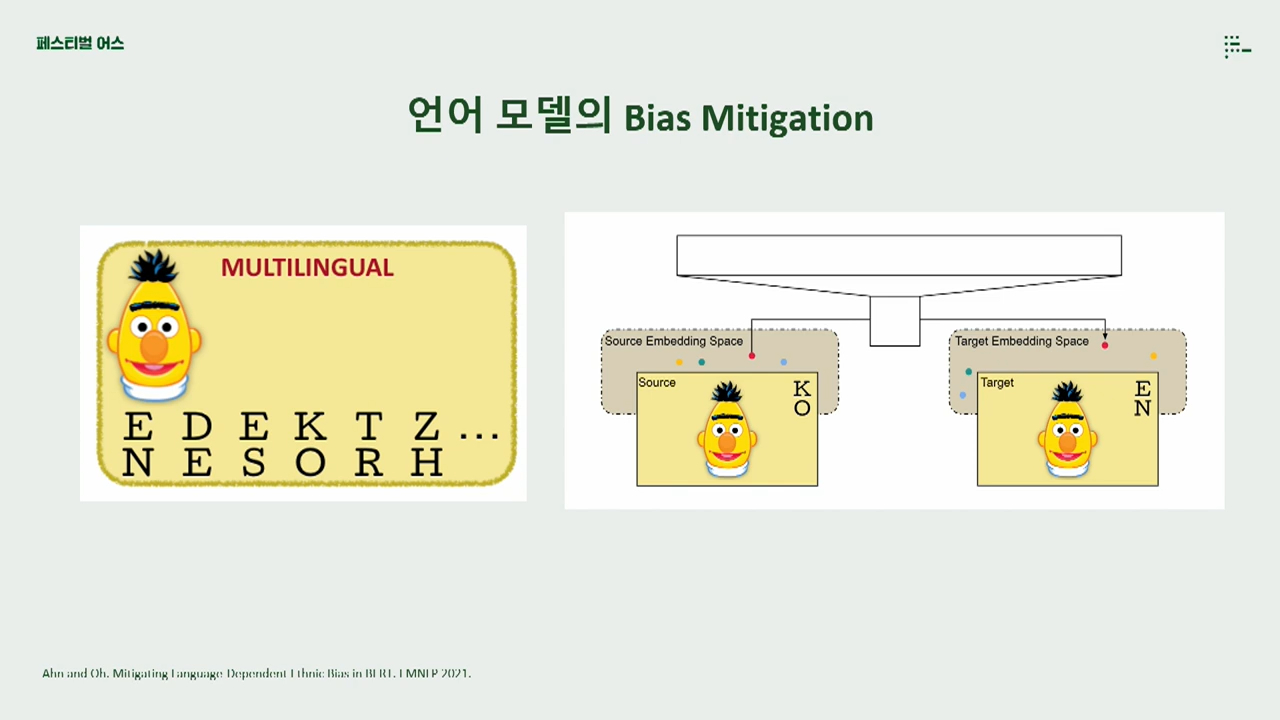 페스티벌 어스
언어 모델의 Bias Mitigation
MULTILINGUAL
E D E K T Z ...
N E S O R H
Source Embedding Space
Target Embedding Space
Source
K
O
Target
E
N
Ahn and Oh. Mitigating Language-Dependent Ethnic Bias in BERT. EMNLP 2021.